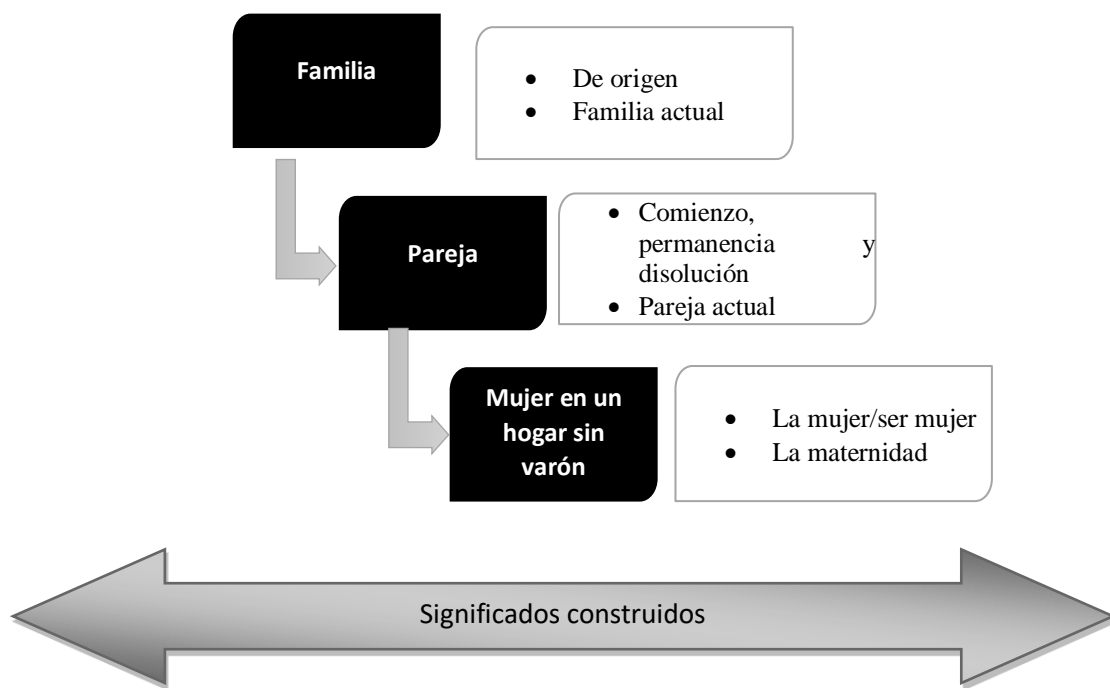 Familia
• De origen
• Familia actual
Pareja
• Comienzo,
permanencia y
disolución
• Pareja actual
Mujer en un
hogar sin
varón
• La mujer/ser mujer
• La maternidad
Significados construidos